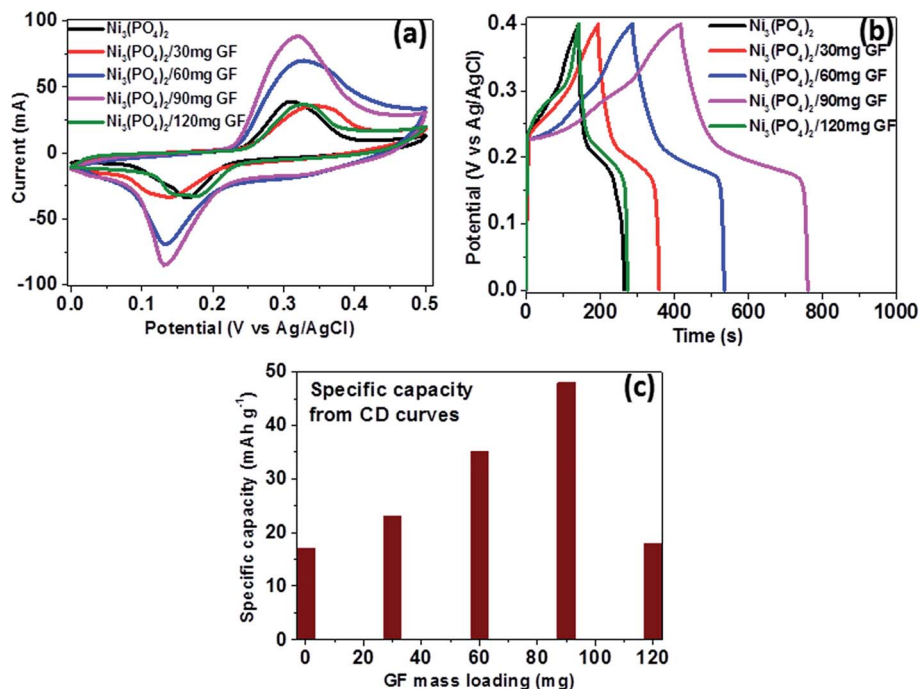 (a)
Ni₃(PO₄)₂
Ni₃(PO₄)₂/30mg GF
Ni₃(PO₄)₂/60mg GF
Ni₃(PO₄)₂/90mg GF
Ni₃(PO₄)₂/120mg GF
Current (mA)
100
50
0
-50
-100
0.0 0.1 0.2 0.3 0.4 0.5
Potential (V vs Ag/AgCl)
(b)
Ni₃(PO₄)₂
Ni₃(PO₄)₂/30mg GF
Ni₃(PO₄)₂/60mg GF
Ni₃(PO₄)₂/90mg GF
Ni₃(PO₄)₂/120mg GF
Potential (V vs Ag/AgCl)
0.4
0.3
0.2
0.1
0.0
0 200 400 600 800 1000
Time (s)
(c)
Specific capacity
from CD curves
Specific capacity (mAh g⁻¹)
50
40
30
20
10
0
0 20 40 60 80 100 120
GF mass loading (mg)